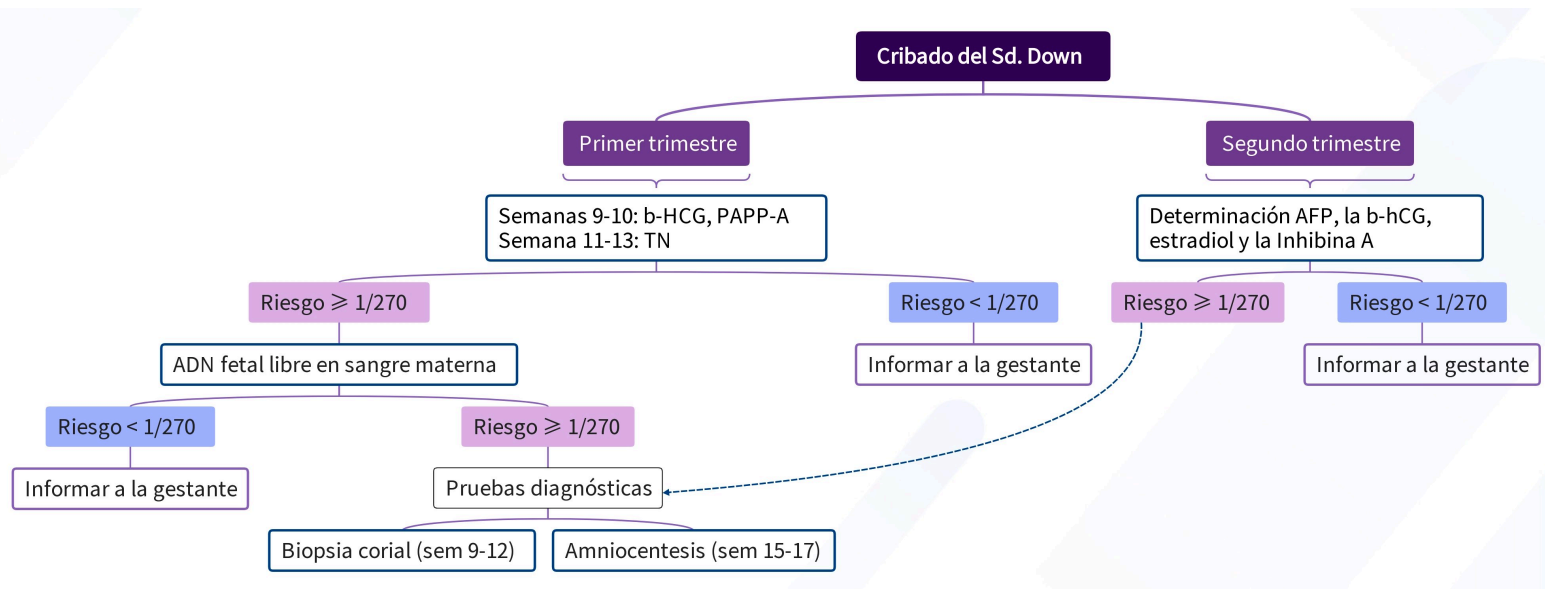 Cribado del Sd. Down
Primer trimestre
Segundo trimestre
Semanas 9-10: b-HCG, PAPP-A
Semana 11-13: TN
Determinación AFP, la b-hCG,
estradiol y la Inhibina A
Riesgo ⩾ 1/270
Riesgo < 1/270
Riesgo ⩾ 1/270
Riesgo < 1/270
ADN fetal libre en sangre materna
Informar a la gestante
Informar a la gestante
Riesgo < 1/270
Riesgo ⩾ 1/270
Informar a la gestante
Pruebas diagnósticas
Biopsia corial (sem 9-12)
Amniocentesis (sem 15-17)